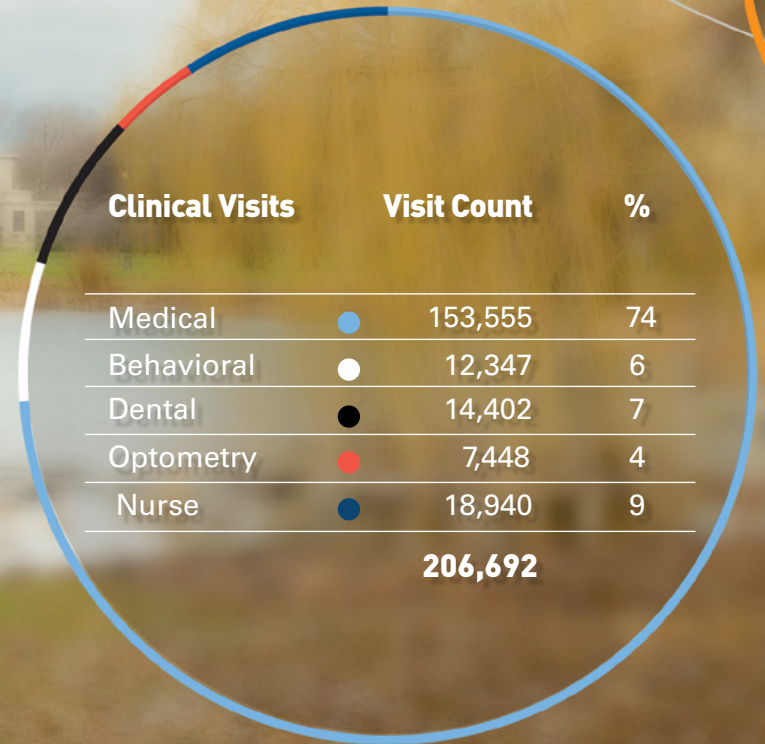 Clinical Visits Visit Count %
Medical 153,555 74
Behavioral 12,347 6
Dental 14,402 7
Optometry 7,448 4
Nurse 18,940 9
206,692